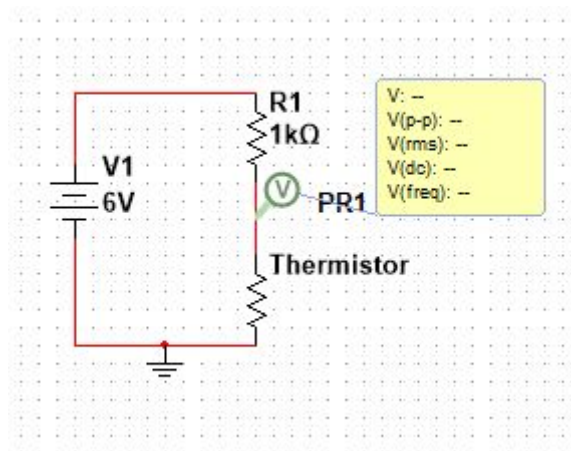 R1
1kΩ
V1
6V
V
PR1
V: --
V(p-p): --
V(rms): --
V(dc): --
V(freq): --
Thermistor